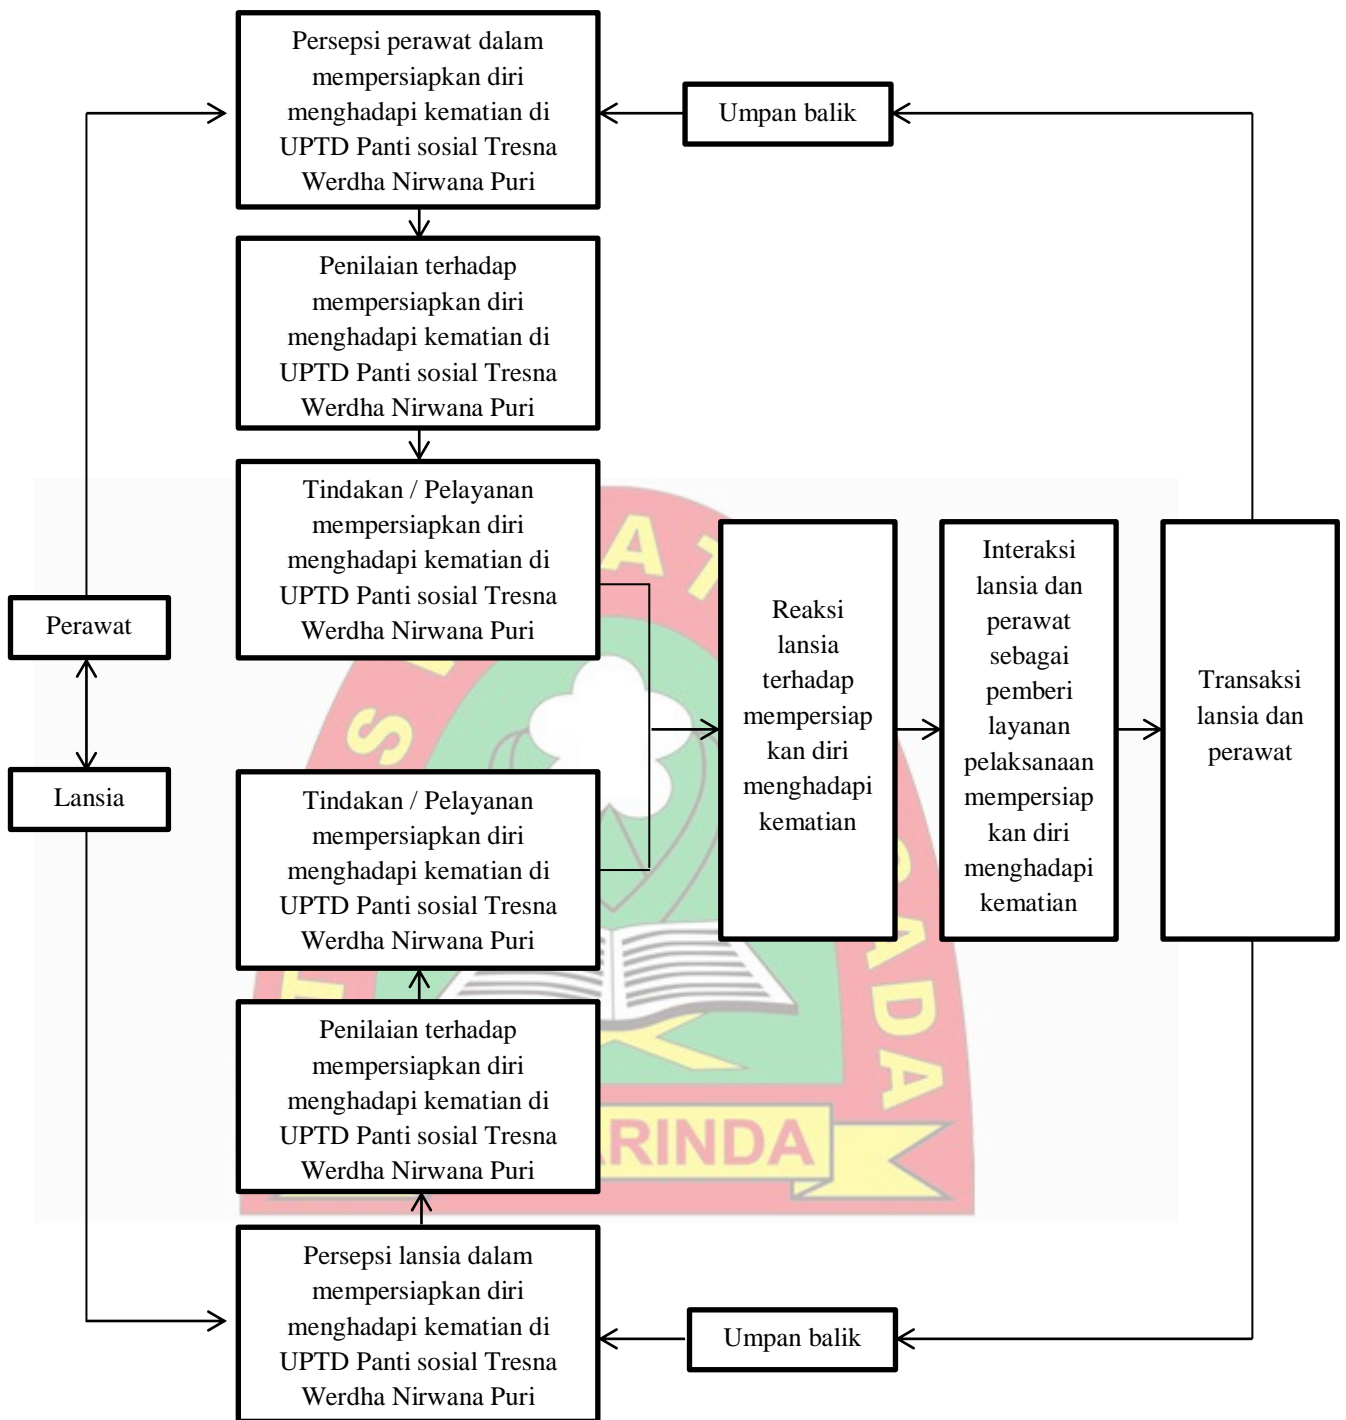 Persepsi perawat dalam
mempersiapkan diri
menghadapi kematian di
UPTD Panti sosial Tresna
Werdha Nirwana Puri
Umpan balik
Penilaian terhadap
mempersiapkan diri
menghadapi kematian di
UPTD Panti sosial Tresna
Werdha Nirwana Puri
Tindakan / Pelayanan
mempersiapkan diri
menghadapi kematian di
UPTD Panti sosial Tresna
Werdha Nirwana Puri
Perawat
Lansia
Reaksi
lansia
terhadap
mempersiap
kan diri
menghadapi
kematian
Interaksi
lansia dan
perawat
sebagai
pemberi
layanan
pelaksanaan
mempersiap
kan diri
menghadapi
kematian
Transaksi
lansia dan
perawat
Tindakan / Pelayanan
mempersiapkan diri
menghadapi kematian di
UPTD Panti sosial Tresna
Werdha Nirwana Puri
Penilaian terhadap
mempersiapkan diri
menghadapi kematian di
UPTD Panti sosial Tresna
Werdha Nirwana Puri
Persepsi lansia dalam
mempersiapkan diri
menghadapi kematian di
UPTD Panti sosial Tresna
Werdha Nirwana Puri
Umpan balik